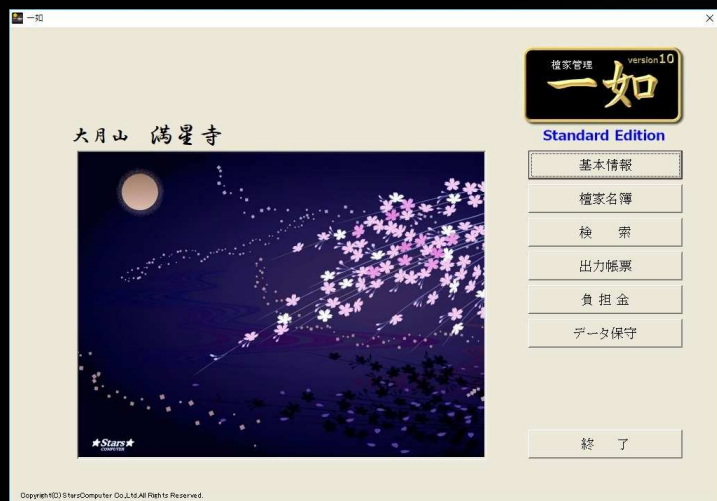 一如
檀家管理
version10
一如
大月山 満星寺
Standard Edition
基本情報
檀家名簿
検 索
出力帳票
負 担 金
データ保守
★Stars★
COMPUTER
終 了
Copyright(C) StarsComputer Co.,Ltd.All Rights Reserved.